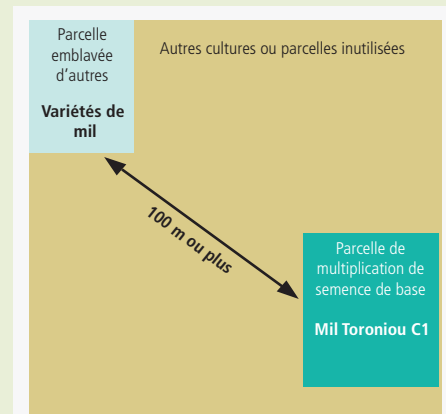 Parcelle
emblavée
d'autres
Variétés de
mil
Autres cultures ou parcelles inutilisées
100 m ou plus
Parcelle de
multiplication de
semence de base
Mil Toroniou C1